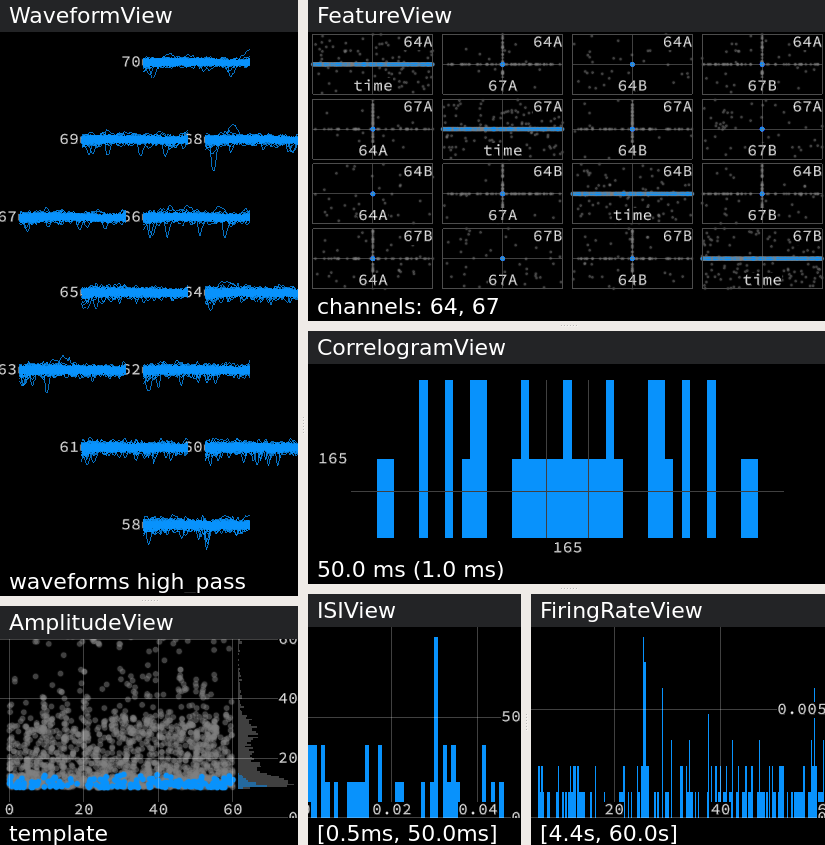 WaveformView
70
69
68
67
66
65
64
63
62
61
60
58
waveforms high_pass
AmplitudeView
60
40
20
0
0 20 40 60
template
FeatureView
64A 64A 64A 64A
time 67A 64B 67B
67A 67A 67A 67A
64A time 64B 67B
64B 64B 64B 64B
64A 67A time 67B
67B 67B 67B 67B
64A 67A 64B time
channels: 64, 67
CorrelogramView
165
165
50.0 ms (1.0 ms)
ISIView
50
0.02 0.04 0
[0.5ms, 50.0ms]
FiringRateView
0.005
20 40
[4.4s, 60.0s]